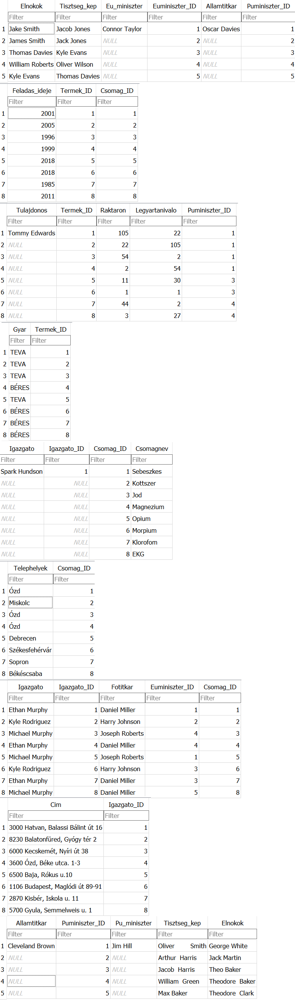 Elnokok Tisztseg_kep Eu_miniszter Euminiszter_ID Allamtitkar Puminiszter_ID
Filter Filter Filter Filter Filter Filter
1 Jake Smith Jacob Jones Connor Taylor 1 Oscar Davies 1
2 James Smith Jack Jones NULL 2 NULL 2
3 Thomas Davies Kyle Evans NULL 3 NULL 3
4 William Roberts Oliver Wilson NULL 4 NULL 4
5 Kyle Evans Thomas Davies NULL 5 NULL 5
Feladas_ideje Termek_ID Csomag_ID
Filter Filter Filter
1 2001 1 1
2 2005 2 2
3 1996 3 3
4 1999 4 4
5 2018 5 5
6 2018 6 6
7 1985 7 7
8 2011 8 8
Tulajdonos Termek_ID Raktaron Legyartanivalo Puminiszter_ID
Filter Filter Filter Filter Filter
1 Tommy Edwards 1 105 22 1
2 NULL 2 22 105 1
3 NULL 3 54 2 1
4 NULL 4 2 54 1
5 NULL 5 11 30 3
6 NULL 6 1 1 3
7 NULL 7 44 2 4
8 NULL 8 3 27 4
Gyar Termek_ID
Filter Filter
1 TEVA 1
2 TEVA 2
3 TEVA 3
4 BÉRES 4
5 TEVA 5
6 BÉRES 6
7 BÉRES 7
8 BÉRES 8
Igazgato Igazgato_ID Csomag_ID Csomagnev
Filter Filter Filter Filter
Spark Hundson 1 1 Sebeszkes
NULL NULL 2 Kottszer
NULL NULL 3 Jod
NULL NULL 4 Magnezium
NULL NULL 5 Opium
NULL NULL 6 Morpium
NULL NULL 7 Klorofom
NULL NULL 8 EKG
Telephelyek Csomag_ID
Filter Filter
1 Ózd 1
2 Miskolc 2
3 Ózd 3
4 Ózd 4
5 Debrecen 5
6 Székesfehérvár 6
7 Sopron 7
8 Békéscsaba 8
Igazgato Igazgato_ID Fotitkar Euminiszter_ID Csomag_ID
Filter Filter Filter Filter Filter
1 Ethan Murphy 1 Daniel Miller 1 1
2 Kyle Rodriguez 2 Harry Johnson 2 2
3 Michael Murphy 3 Joseph Roberts 4 3
4 Ethan Murphy 4 Daniel Miller 4 4
5 Michael Murphy 5 Joseph Roberts 1 5
6 Kyle Rodriguez 6 Harry Johnson 3 6
7 Ethan Murphy 7 Daniel Miller 3 7
8 Michael Murphy 8 Daniel Miller 5 8
Cim Igazgato_ID
Filter Filter
1 3000 Hatvan, Balassi Bálint út 16 1
2 8230 Balatonfüred, Gyógy tér 2 2
3 6000 Kecskemét, Nyíri út 38 3
4 3600 Ózd, Béke utca. 1-3 4
5 6500 Baja, Rókus u.10 5
6 1106 Budapest, Maglódi út 89-91 6
7 2870 Kisbér, Iskola u. 11 7
8 5700 Gyula, Semmelweis u. 1 8
Allamtitkar Puminiszter_ID Pu_miniszter Tisztseg_kep Elnokok
Filter Filter Filter Filter Filter
1 Cleveland Brown 1 Jim Hill Oliver Smith George White
2 NULL 2 NULL Arthur Harris Jack Martin
3 NULL 3 NULL Jacob Harris Theo Baker
4 NULL 4 NULL William Green Theodore Baker
5 NULL 5 NULL Max Baker Theodore Clark